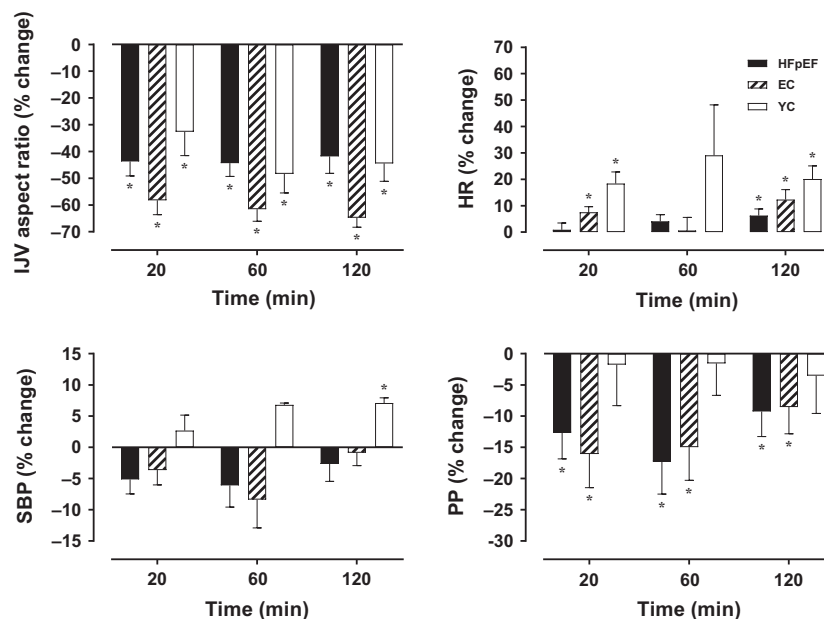 IJV aspect ratio (% change)
0
–10
–20
–30
–40
–50
–60
–70
* * * * * * * * *
20 60 120
Time (min)
HR (% change)
70
60
50
40
30
20
10
0
HFpEF
EC
YC
* * * * *
20 60 120
Time (min)
SBP (% change)
15
10
5
0
–5
–10
–15
*
20 60 120
Time (min)
PP (% change)
0
–5
–10
–15
–20
–25
-30
* * * * * *
20 60 120
Time (min)